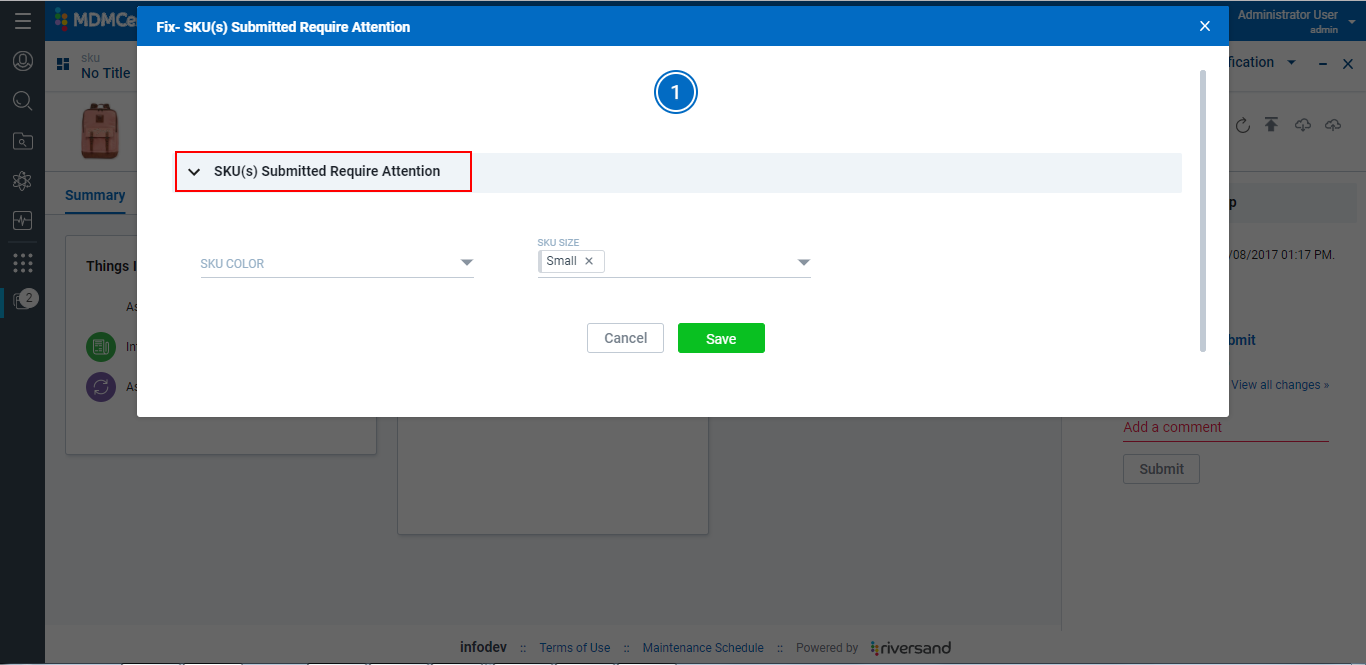 Fix- SKU(s) Submitted Require Attention
MDMCe
Administrator User
admin
sku
No Title
fication
1
SKU(s) Submitted Require Attention
Summary
p
Things I
SKU COLOR
SKU SIZE
Small
/08/2017 01:17 PM.
2
As
In
As
Cancel
Save
bmit
View all changes »
Add a comment
Submit
infodev :: Terms of Use :: Maintenance Schedule :: Powered by riversand